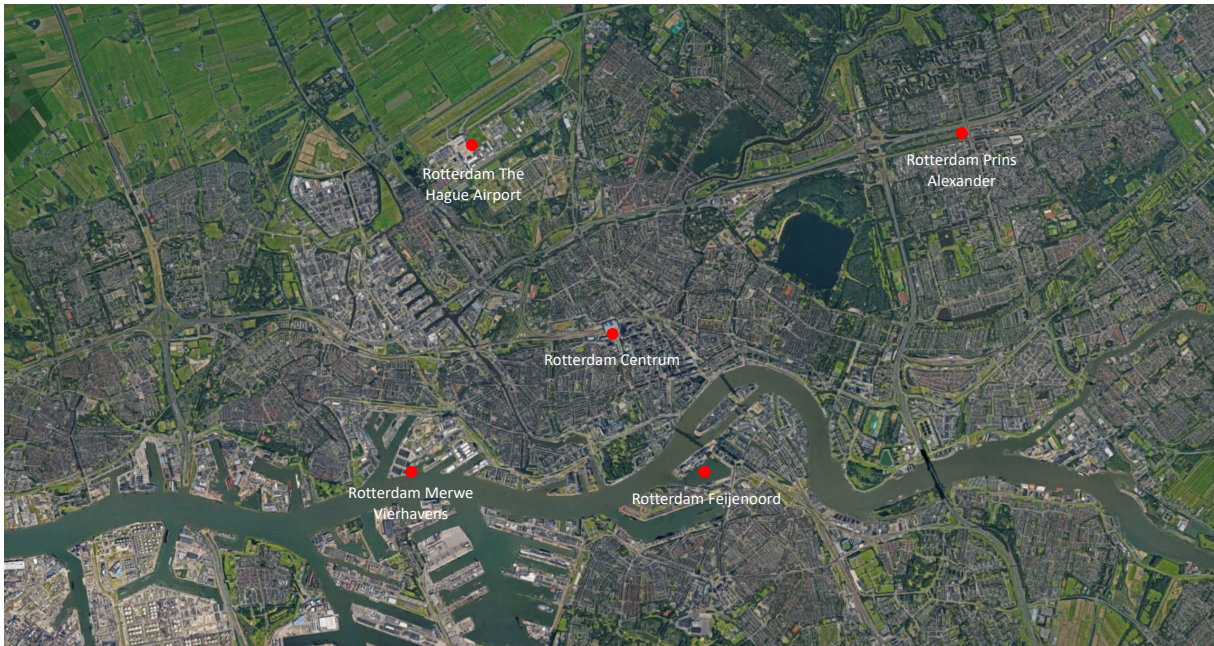 Rotterdam Prins
Alexander
Rotterdam The
Hague Airport
Rotterdam Centrum
Rotterdam Merwe
Vierhavens
Rotterdam Feijenoord